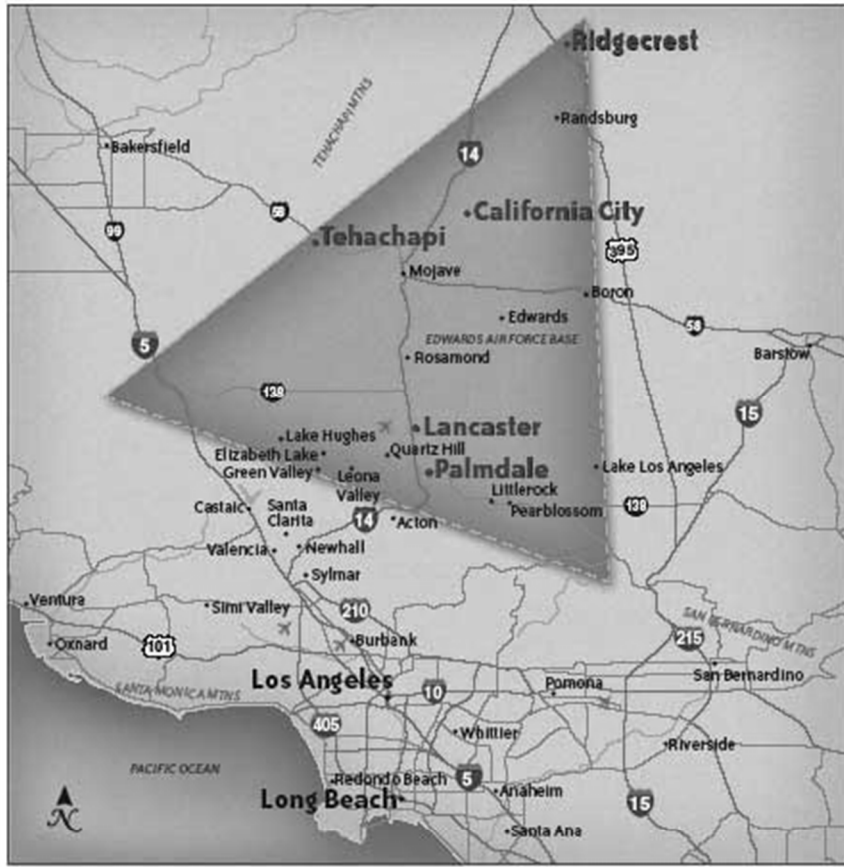 Ridgecrest
Randsburg
TEHACHAPI MTNS
Bakersfield
14
58
California City
99
Tehachapi
395
Mojave
Boron
Edwards
58
EDWARDS AIR FORCE BASE
5
Barstow
Rosamond
138
15
Lancaster
Lake Hughes
Quartz Hill
Elizabeth Lake
Green Valley
Leona
Valley
Palmdale
Lake Los Angeles
Littlerock
Pearblossom
138
Castaic
Santa
Clarita
14
Acton
Valencia
Newhall
Sylmar
Ventura
Simi Valley
210
SAN BERNARDINO MTNS
215
Oxnard
101
Burbank
San Bernardino
Los Angeles
10
Pomona
SANTA MONICA MTNS
405
Whittier
Riverside
PACIFIC OCEAN
Redondo Beach
5
Anaheim
Long Beach
15
N
Santa Ana